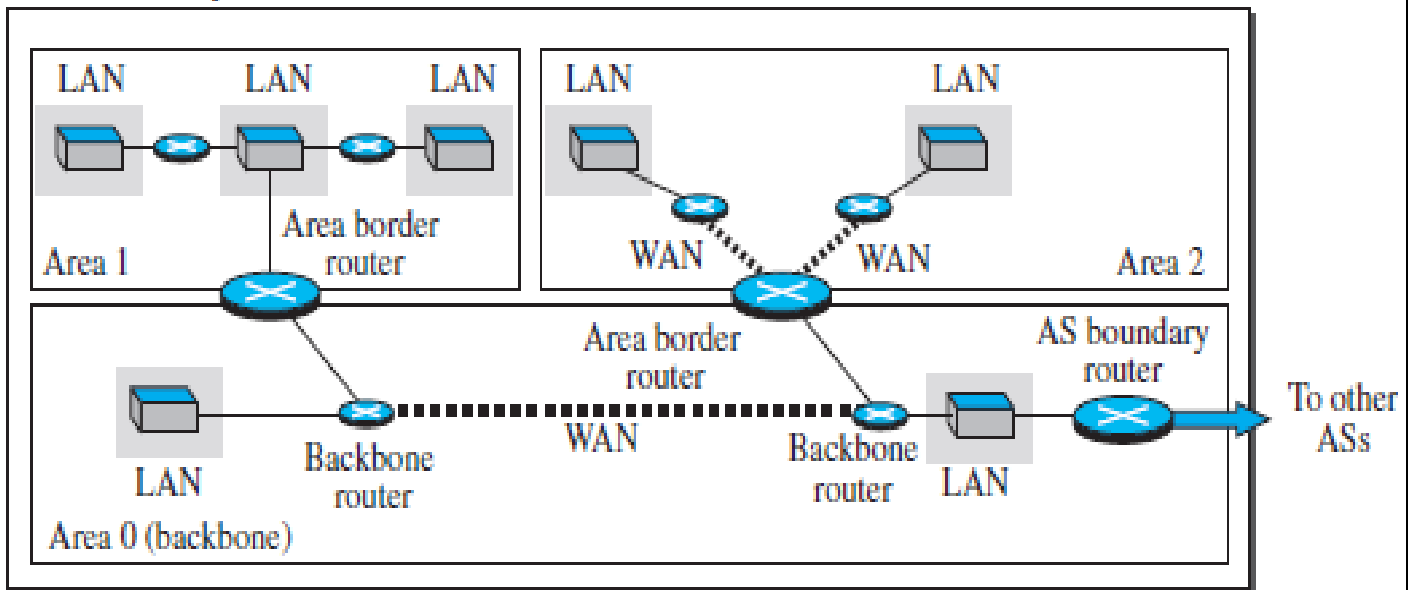 LAN
LAN
LAN
Area border
router
Area 1
LAN
LAN
WAN
WAN
Area 2
Area border
router
AS boundary
router
LAN
Backbone
router
WAN
Backbone
router
LAN
Area 0 (backbone)
To other
ASs